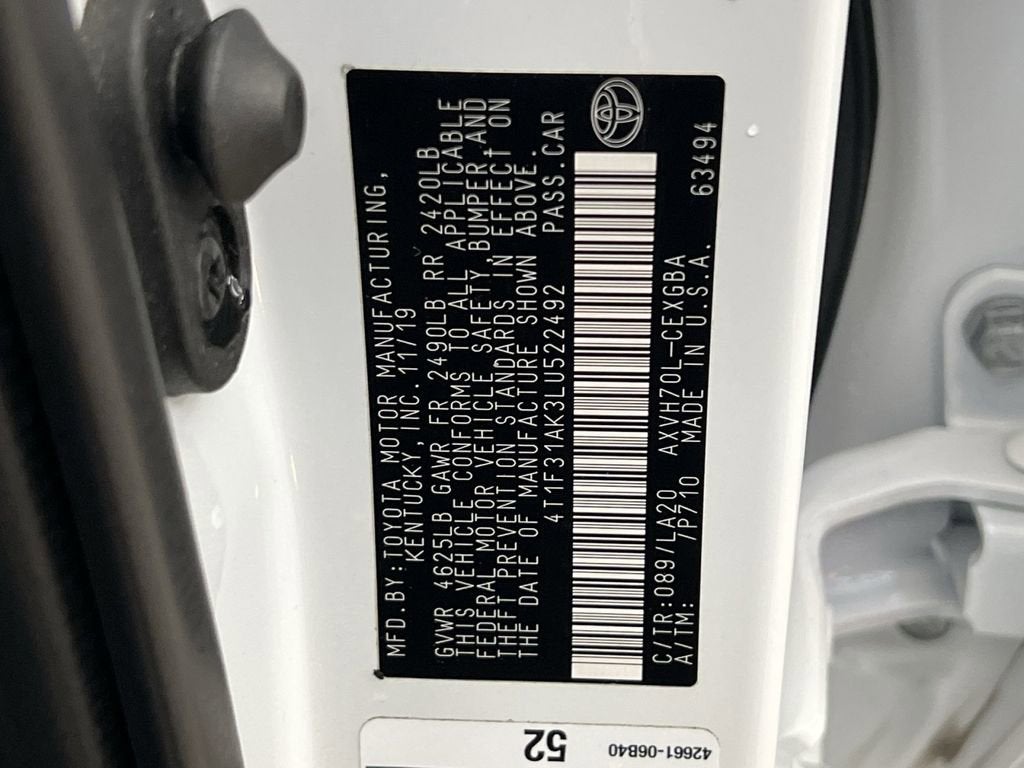 MFD.BY:TOYOTA MOTOR MANUFACTURING,
KENTUCKY, INC.11/19
GVWR 4625LB GAWR FR 2490LB RR 2420LB
THIS VEHICLE CONFORMS TO ALL APPLICABLE
FEDERAL MOTOR VEHICLE SAFETY, BUMPER AND
THEFT PREVENTION STANDARDS IN EFFECT ON
THE DATE OF MANUFACTURE SHOWN ABOVE.
4T1F31AK3LU522492 PASS.CAR
C/TR:089/LA20 AXVH70L-CEXGBA
A/TM: /P710 MADE IN U.S.A. 63494
52
42661-06B40